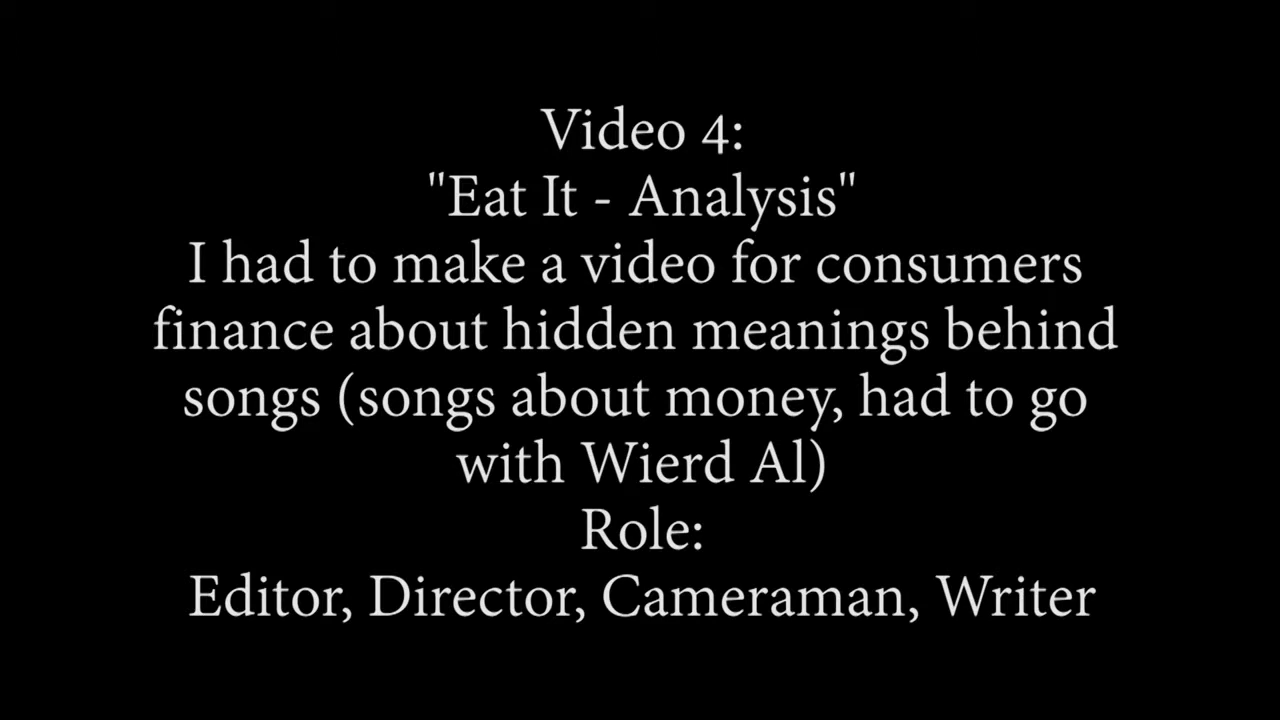 Video 4:
"Eat It - Analysis"
I had to make a video for consumers
finance about hidden meanings behind
songs (songs about money, had to go
with Wierd Al)
Role:
Editor, Director, Cameraman, Writer